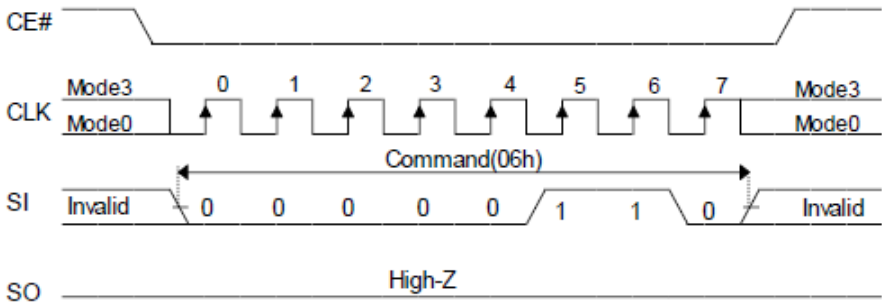 CE#
Mode3 0 1 2 3 4 5 6 7 Mode3
CLK
Mode0 Mode0
Command(06h)
SI Invalid 0 0 0 0 0 1 1 0 Invalid
High-Z
SO